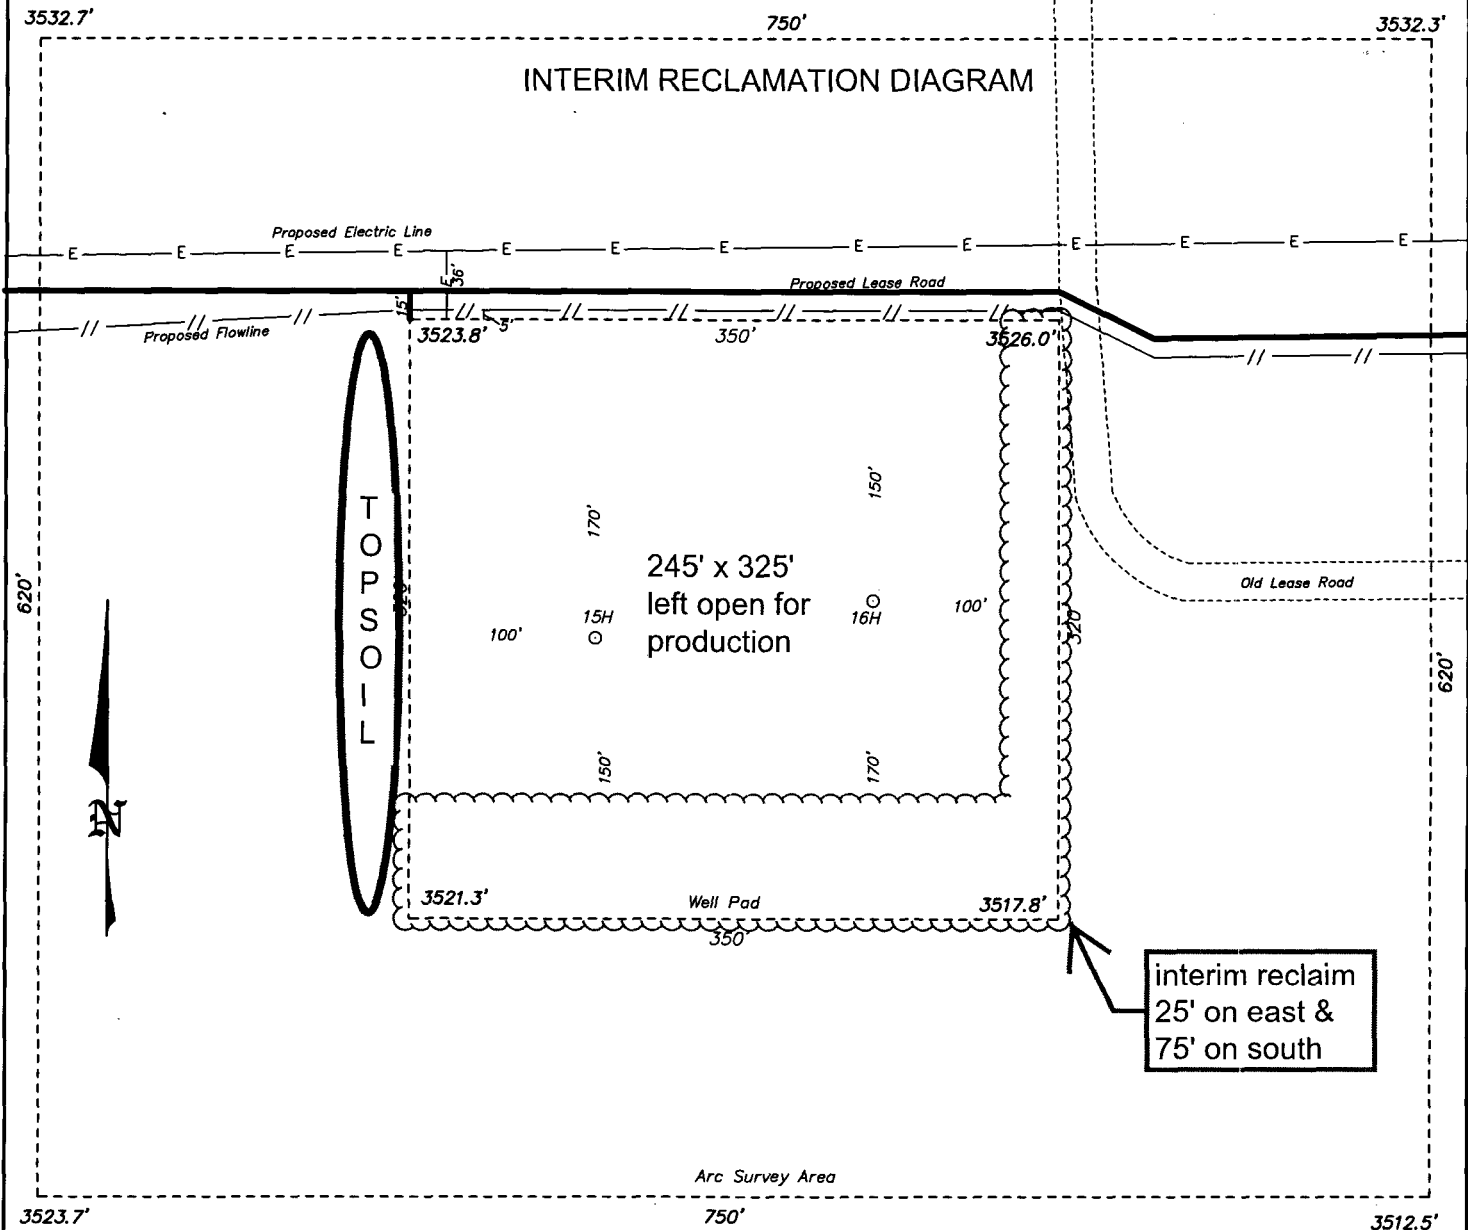 3532.7'
750'
3532.3'
INTERIM RECLAMATION DIAGRAM
Proposed Electric Line
E E E E E E E E E E E E E
E
36'
Proposed Lease Road
15'
Proposed Flowline
5'
3523.8'
350'
3526.0'
TOPSOIL
170'
150'
245' x 325'
left open for
production
15H
16H
100'
100'
320'
Old Lease Road
620'
620'
150'
170'
N
3521.3'
Well Pad
3517.8'
350'
interim reclaim
25' on east &
75' on south
Arc Survey Area
3523.7'
750'
3512.5'